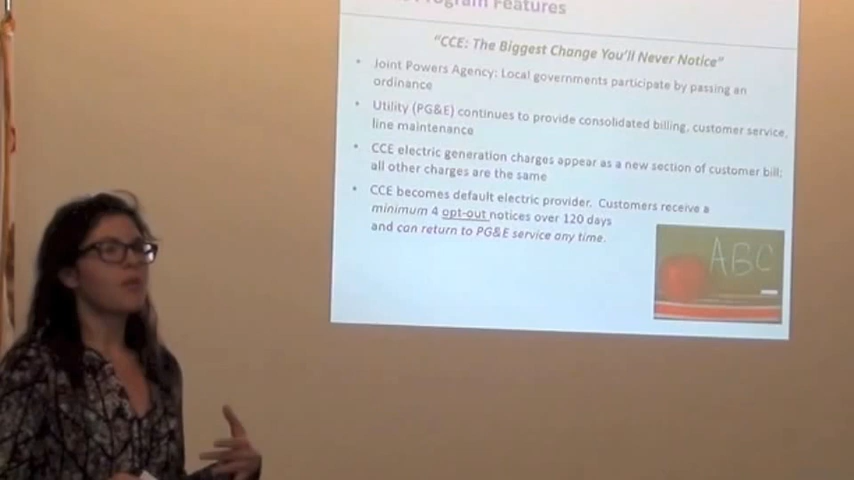 Program Features
"CCE: The Biggest Change You'll Never Notice"
• Joint Powers Agency: Local governments participate by passing an
ordinance
• Utility (PG&E) continues to provide consolidated billing, customer service,
line maintenance
• CCE electric generation charges appear as a new section of customer bill;
all other charges are the same
• CCE becomes default electric provider. Customers receive a
minimum 4 opt-out notices over 120 days
and can return to PG&E service any time.
ABC